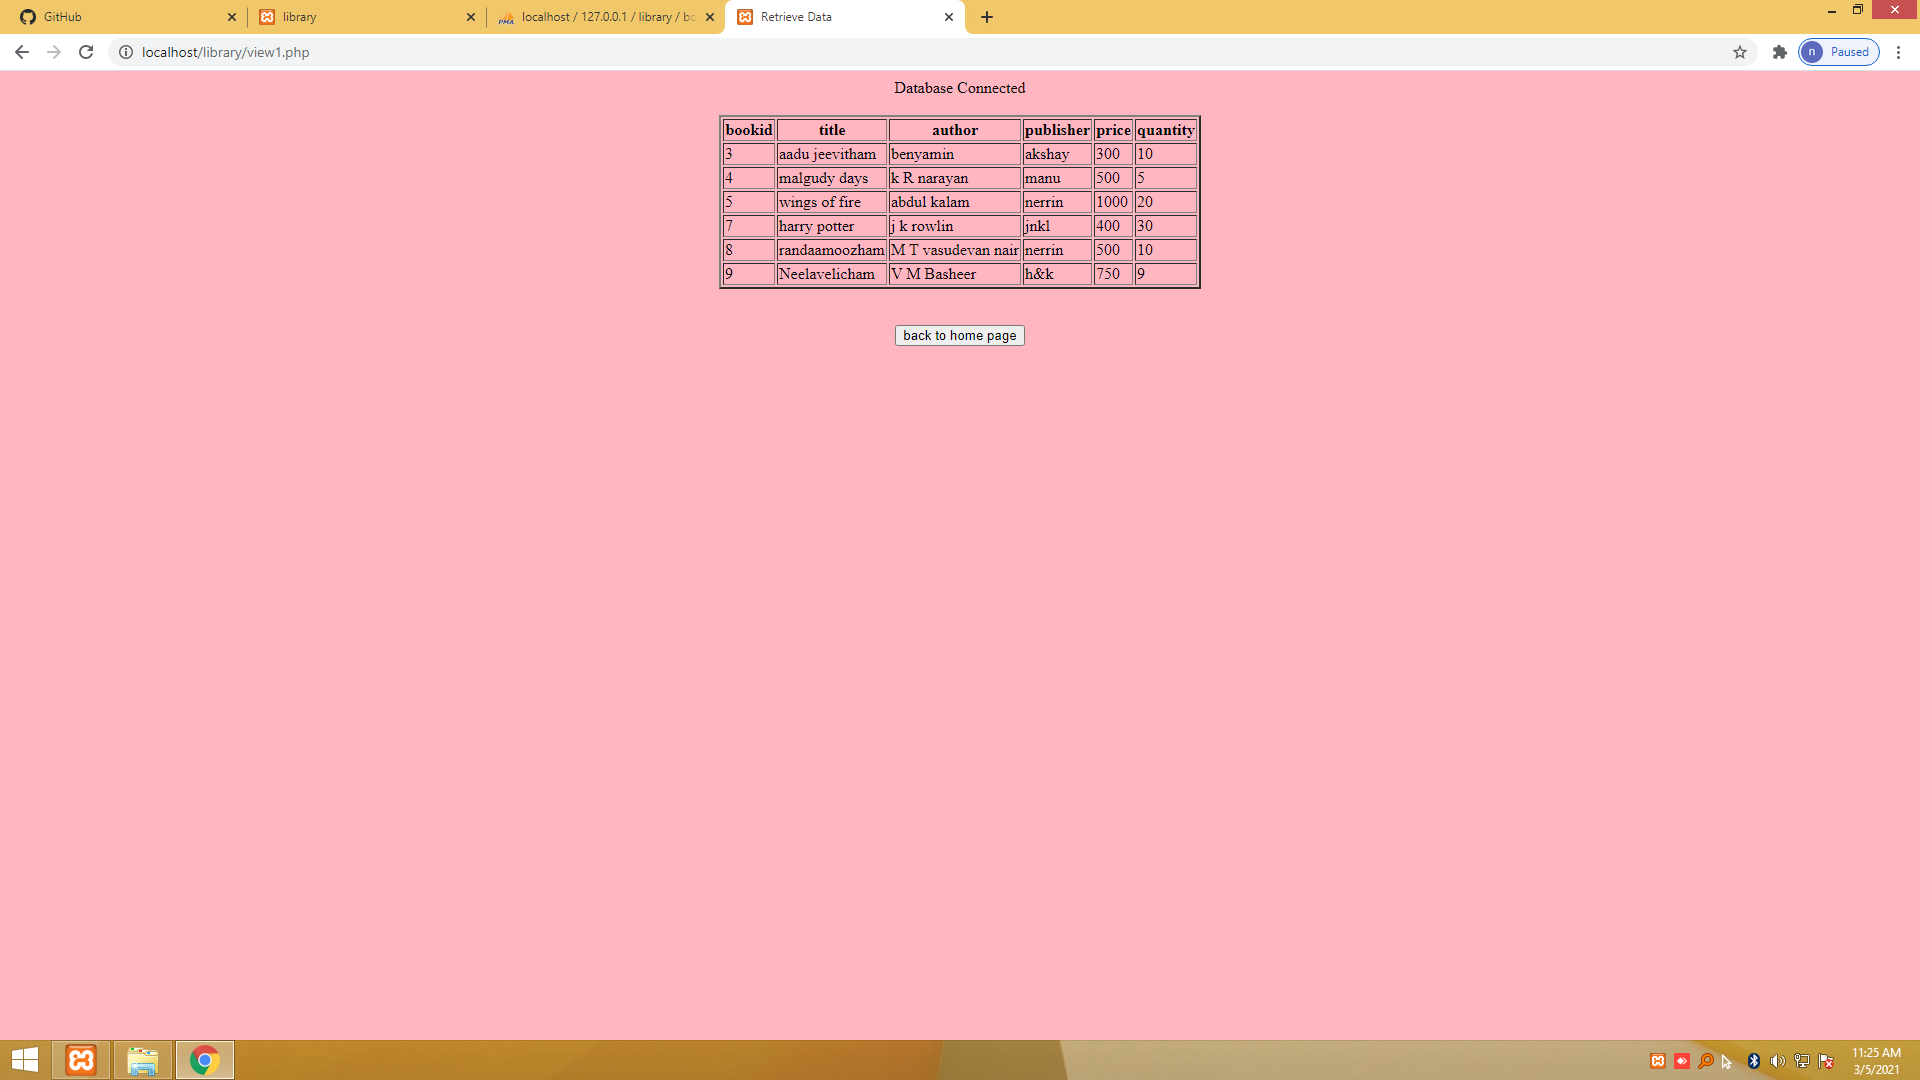 GitHub
library
localhost / 127.0.0.1 / library / bo
Retrieve Data
localhost/library/view1.php
n Paused
Database Connected
bookid title author publisher price quantity
3 aadu jeevitham benyamin akshay 300 10
4 malgudy days k R narayan manu 500 5
5 wings of fire abdul kalam nerrin 1000 20
7 harry potter j k rowlin jnkl 400 30
8 randaamoozham M T vasudevan nair nerrin 500 10
9 Neelavelicham V M Basheer h&k 750 9
back to home page
11:25 AM
3/5/2021